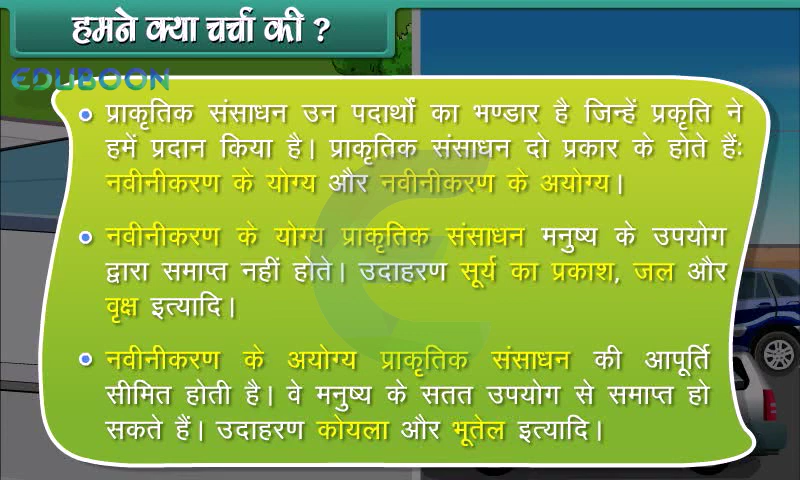 हमने क्या चर्चा की ?
EDUBOON
प्राकृतिक संसाधन उन पदार्थों का भण्डार है जिन्हें प्रकृति ने
हमें प्रदान किया है। प्राकृतिक संसाधन दो प्रकार के होते हैं:
नवीनीकरण के योग्य और नवीनीकरण के अयोग्य।
नवीनीकरण के योग्य प्राकृतिक संसाधन मनुष्य के उपयोग
द्वारा समाप्त नहीं होते। उदाहरण सूर्य का प्रकाश, जल और
वृक्ष इत्यादि।
नवीनीकरण के अयोग्य प्राकृतिक संसाधन की आपूर्ति
सीमित होती है। वे मनुष्य के सतत उपयोग से समाप्त हो
सकते हैं। उदाहरण कोयला और भूतेल इत्यादि।